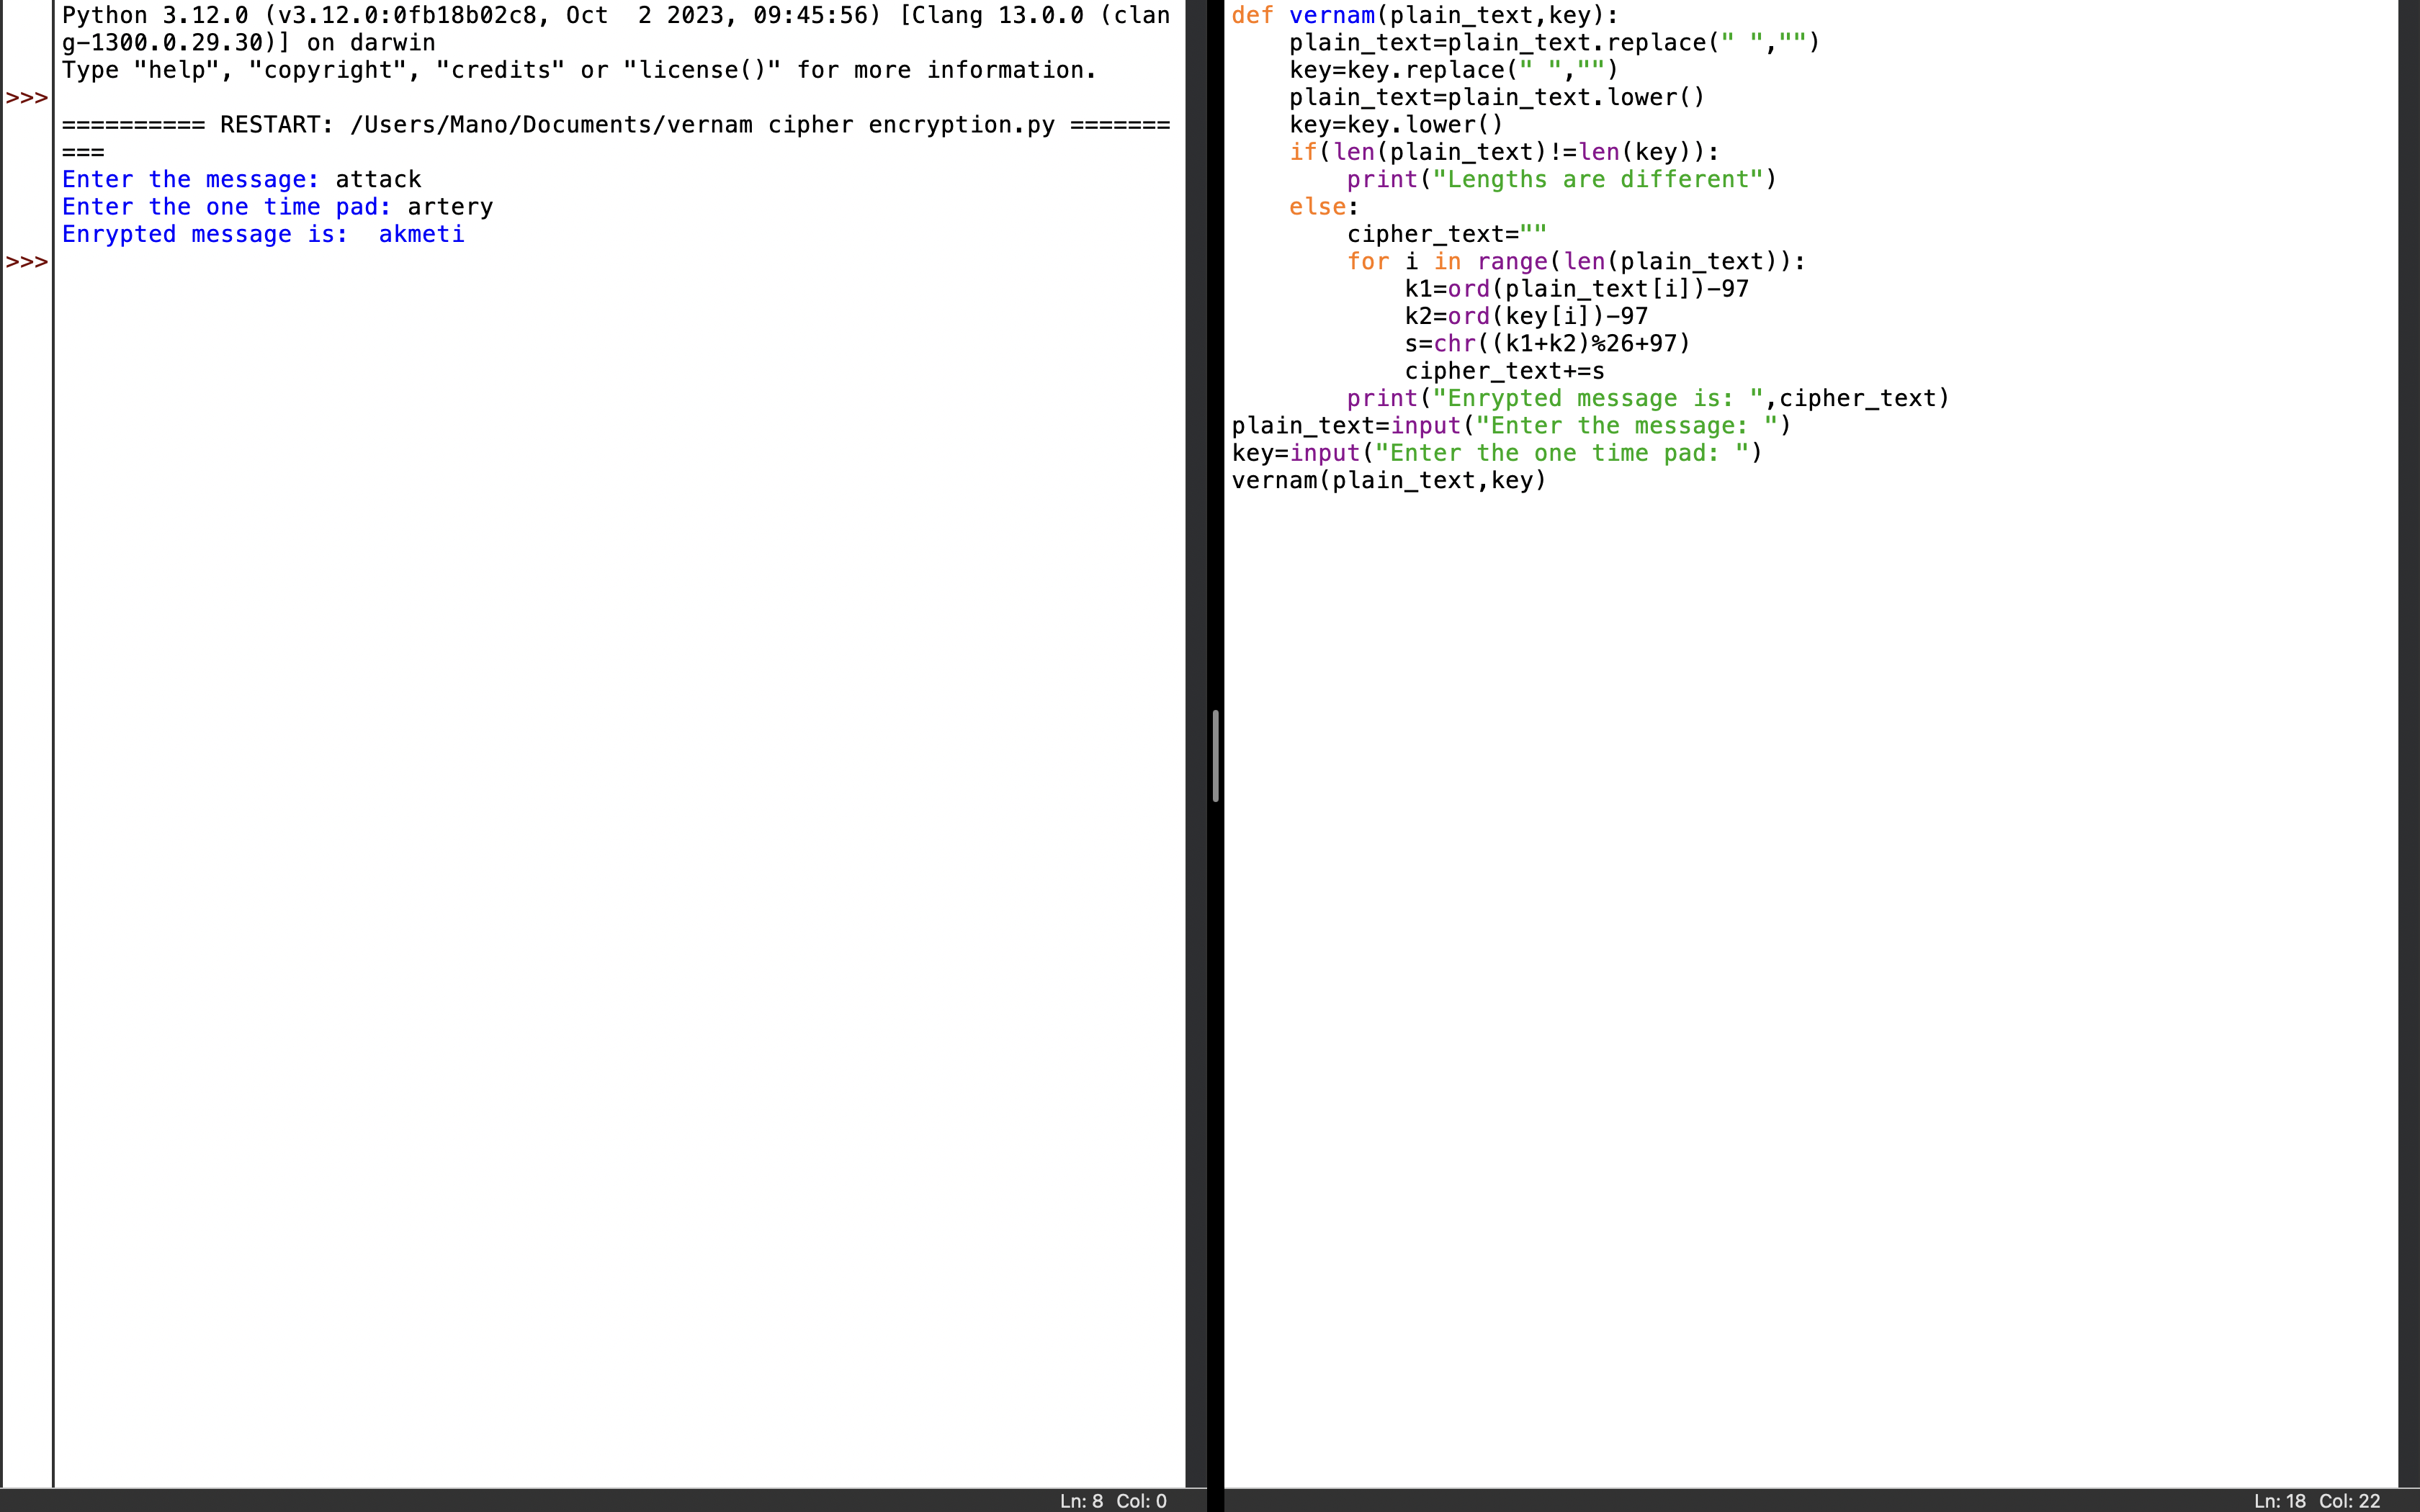 Python 3.12.0 (v3.12.0:0fb18b02c8, Oct  2 2023, 09:45:56) [Clang 13.0.0 (clan
g-1300.0.29.30)] on darwin
Type "help", "copyright", "credits" or "license()" for more information.
>>>
========== RESTART: /Users/Mano/Documents/vernam cipher encryption.py =======
===
Enter the message: attack
Enter the one time pad: artery
Enrypted message is:  akmeti
>>>
Ln: 8 Col: 0
def vernam(plain_text,key):
    plain_text=plain_text.replace(" ","")
    key=key.replace(" ","")
    plain_text=plain_text.lower()
    key=key.lower()
    if(len(plain_text)!=len(key)):
        print("Lengths are different")
    else:
        cipher_text=""
        for i in range(len(plain_text)):
            k1=ord(plain_text[i])-97
            k2=ord(key[i])-97
            s=chr((k1+k2)%26+97)
            cipher_text+=s
        print("Enrypted message is: ",cipher_text)
plain_text=input("Enter the message: ")
key=input("Enter the one time pad: ")
vernam(plain_text,key)
Ln: 18 Col: 22